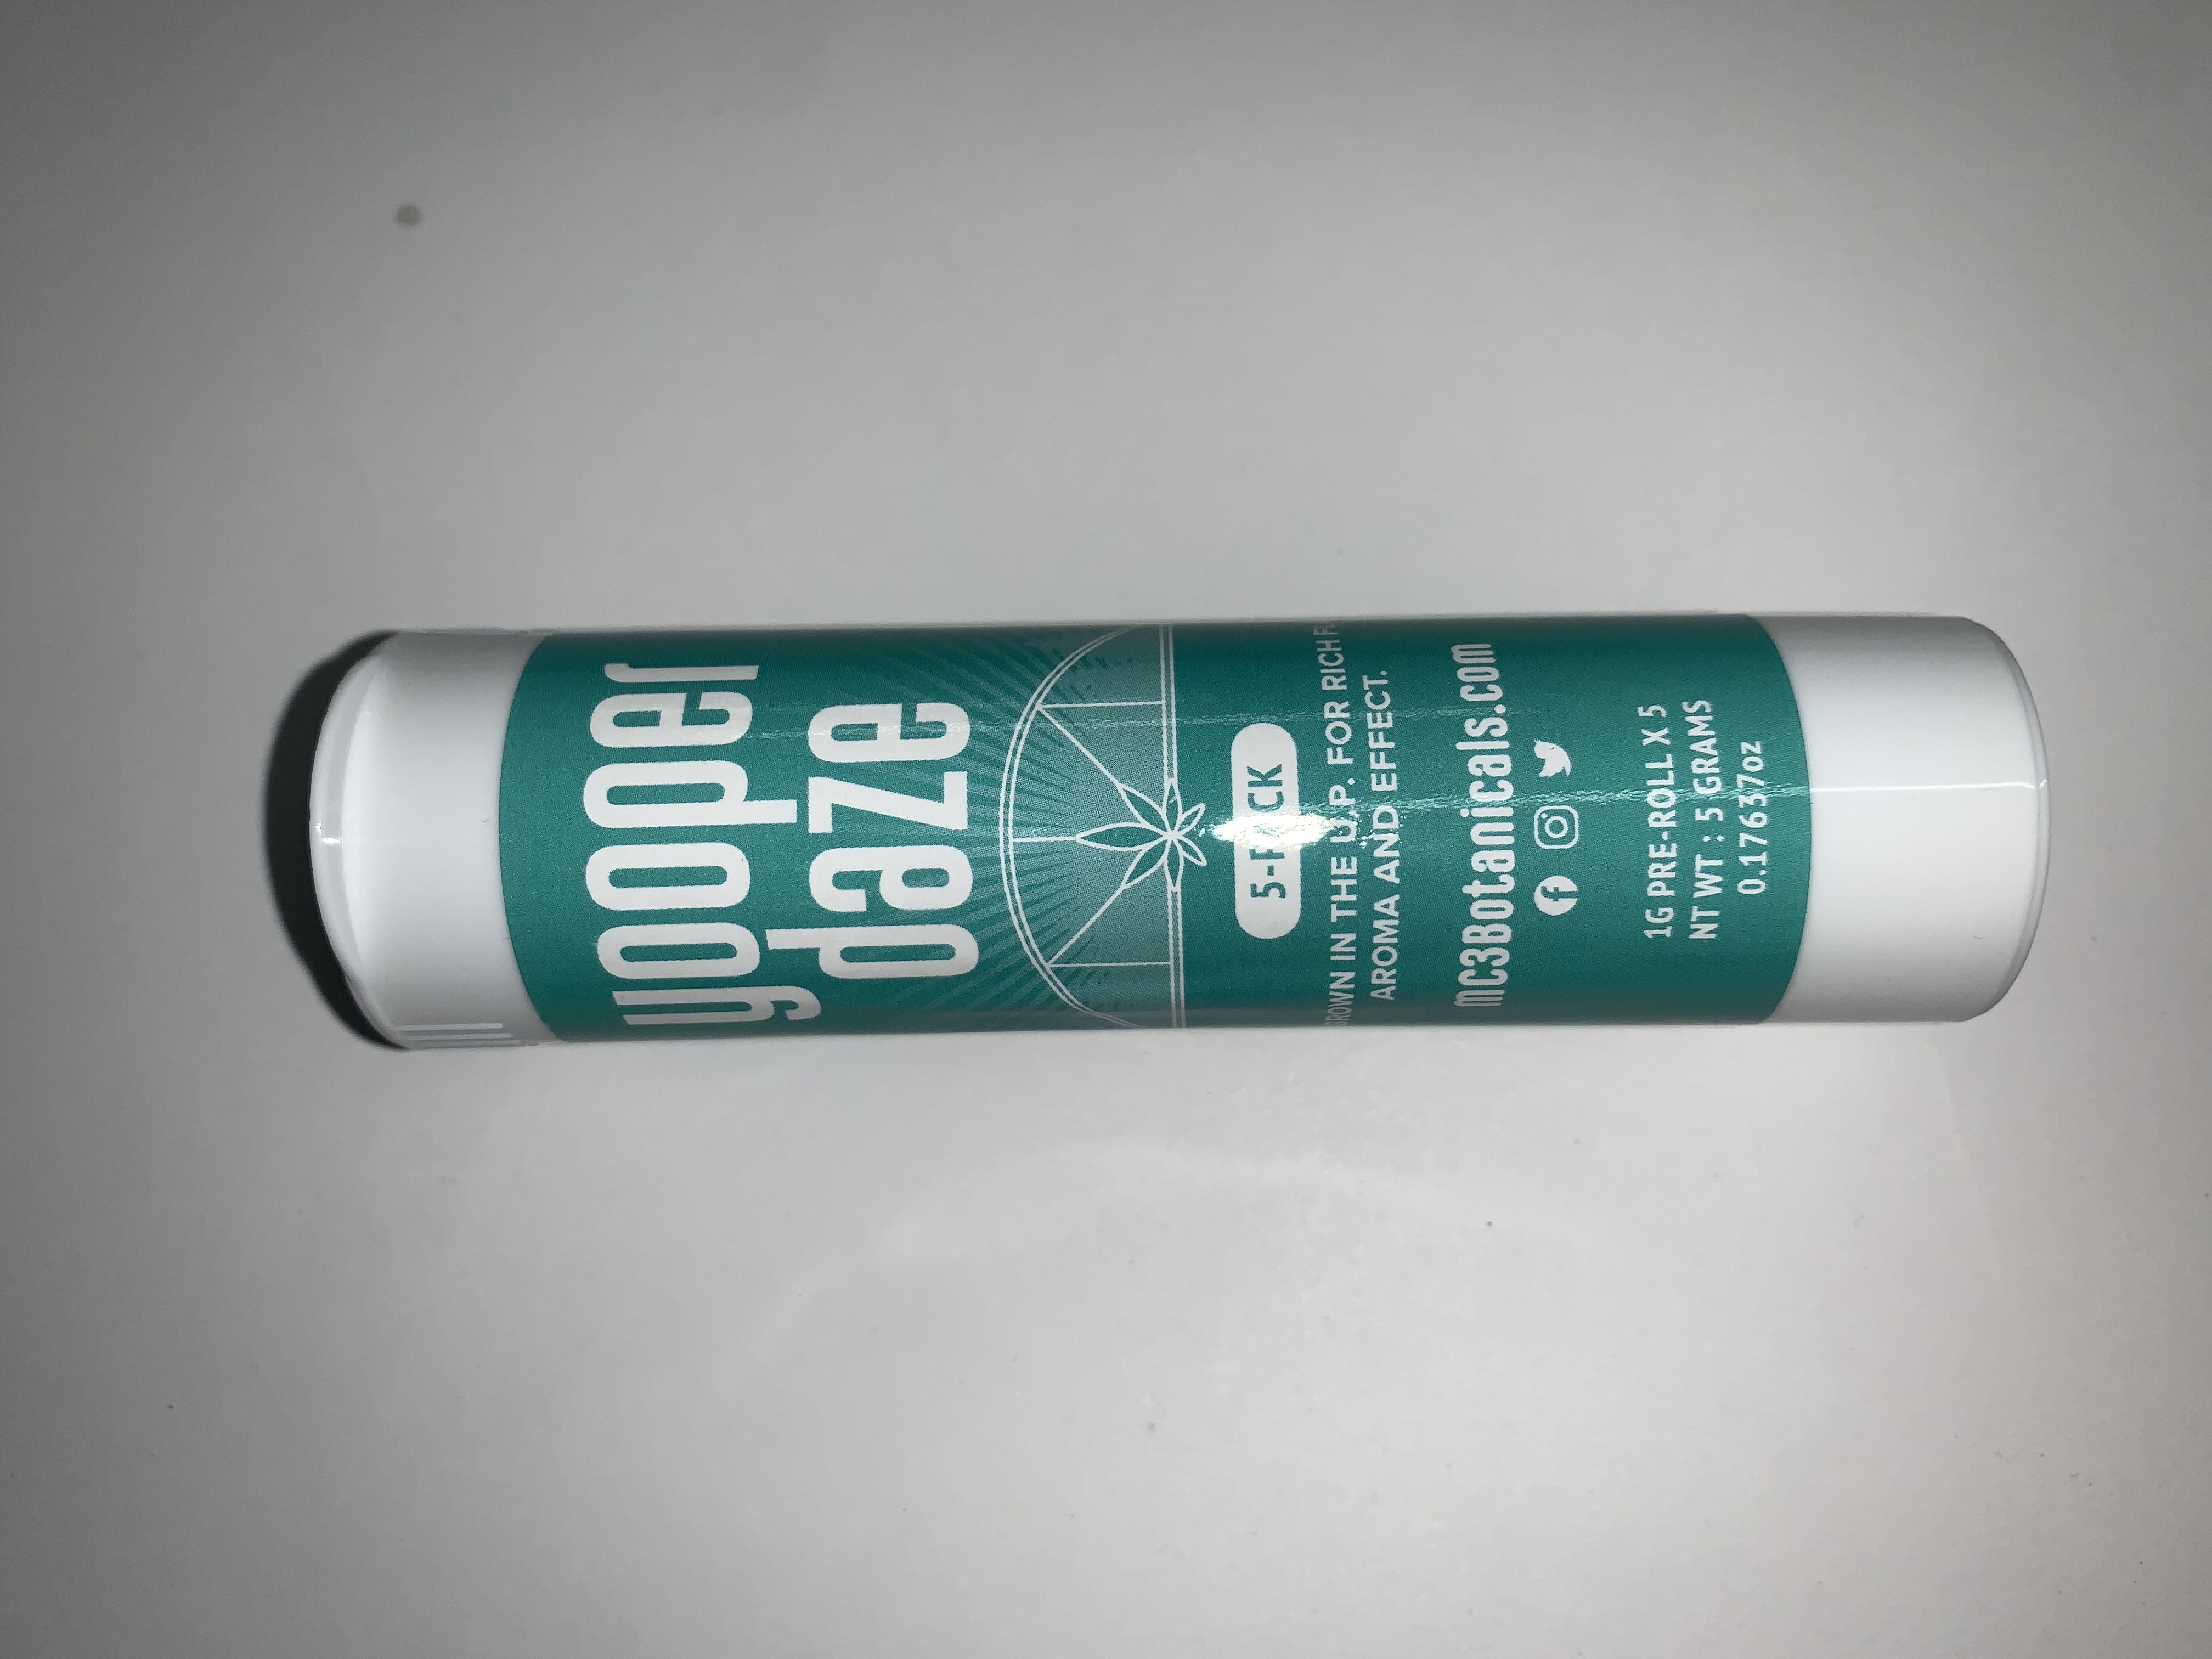 yooper
daze
5-PACK
GROWN IN THE U.P. FOR RICH
AROMA AND EFFECT.
mC3Botanicals.com
1G PRE-ROLL X 5
NT WT : 5 GRAMS
0.17637oz